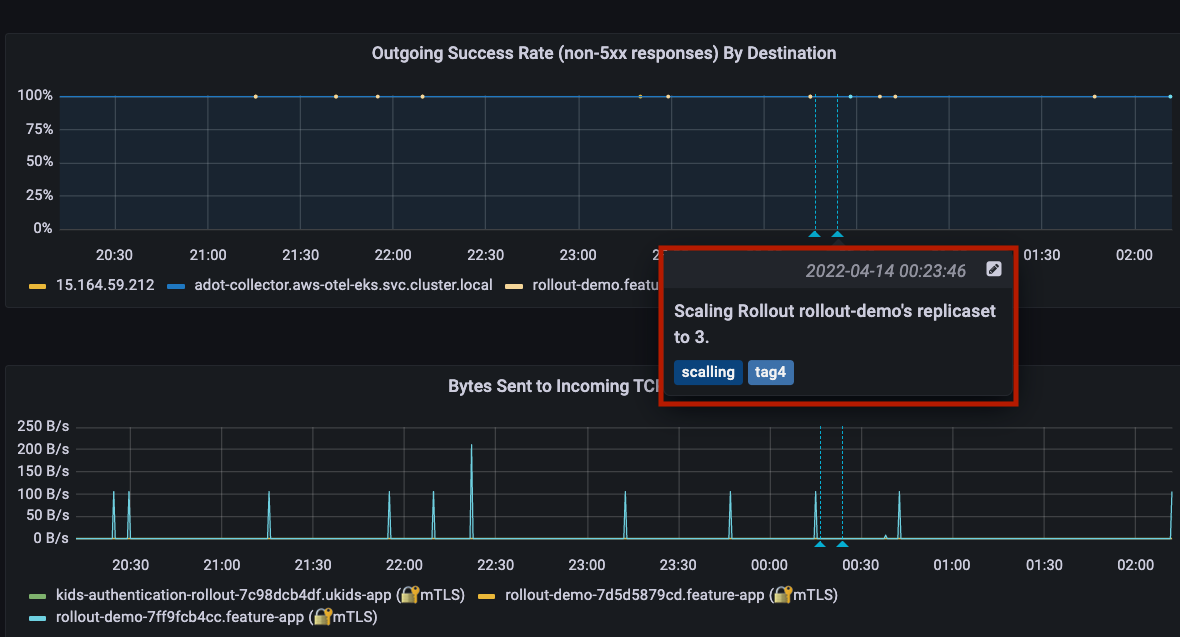 Outgoing Success Rate (non-5xx responses) By Destination
100%
75%
50%
25%
0%
20:30 21:00 21:30 22:00 22:30 23:00 01:30 02:00
15.164.59.212 adot-collector.aws-otel-eks.svc.cluster.local rollout-demo.featu
2022-04-14 00:23:46
Scaling Rollout rollout-demo's replicaset
to 3.
scalling tag4
Bytes Sent to Incoming TC
250 B/s
200 B/s
150 B/s
100 B/s
50 B/s
0 B/s
20:30 21:00 21:30 22:00 22:30 23:00 23:30 00:00 00:30 01:00 01:30 02:00
kids-authentication-rollout-7c98dcb4df.ukids-app (🔐mTLS) rollout-demo-7d5d5879cd.feature-app (🔐mTLS)
rollout-demo-7ff9fcb4cc.feature-app (🔐mTLS)